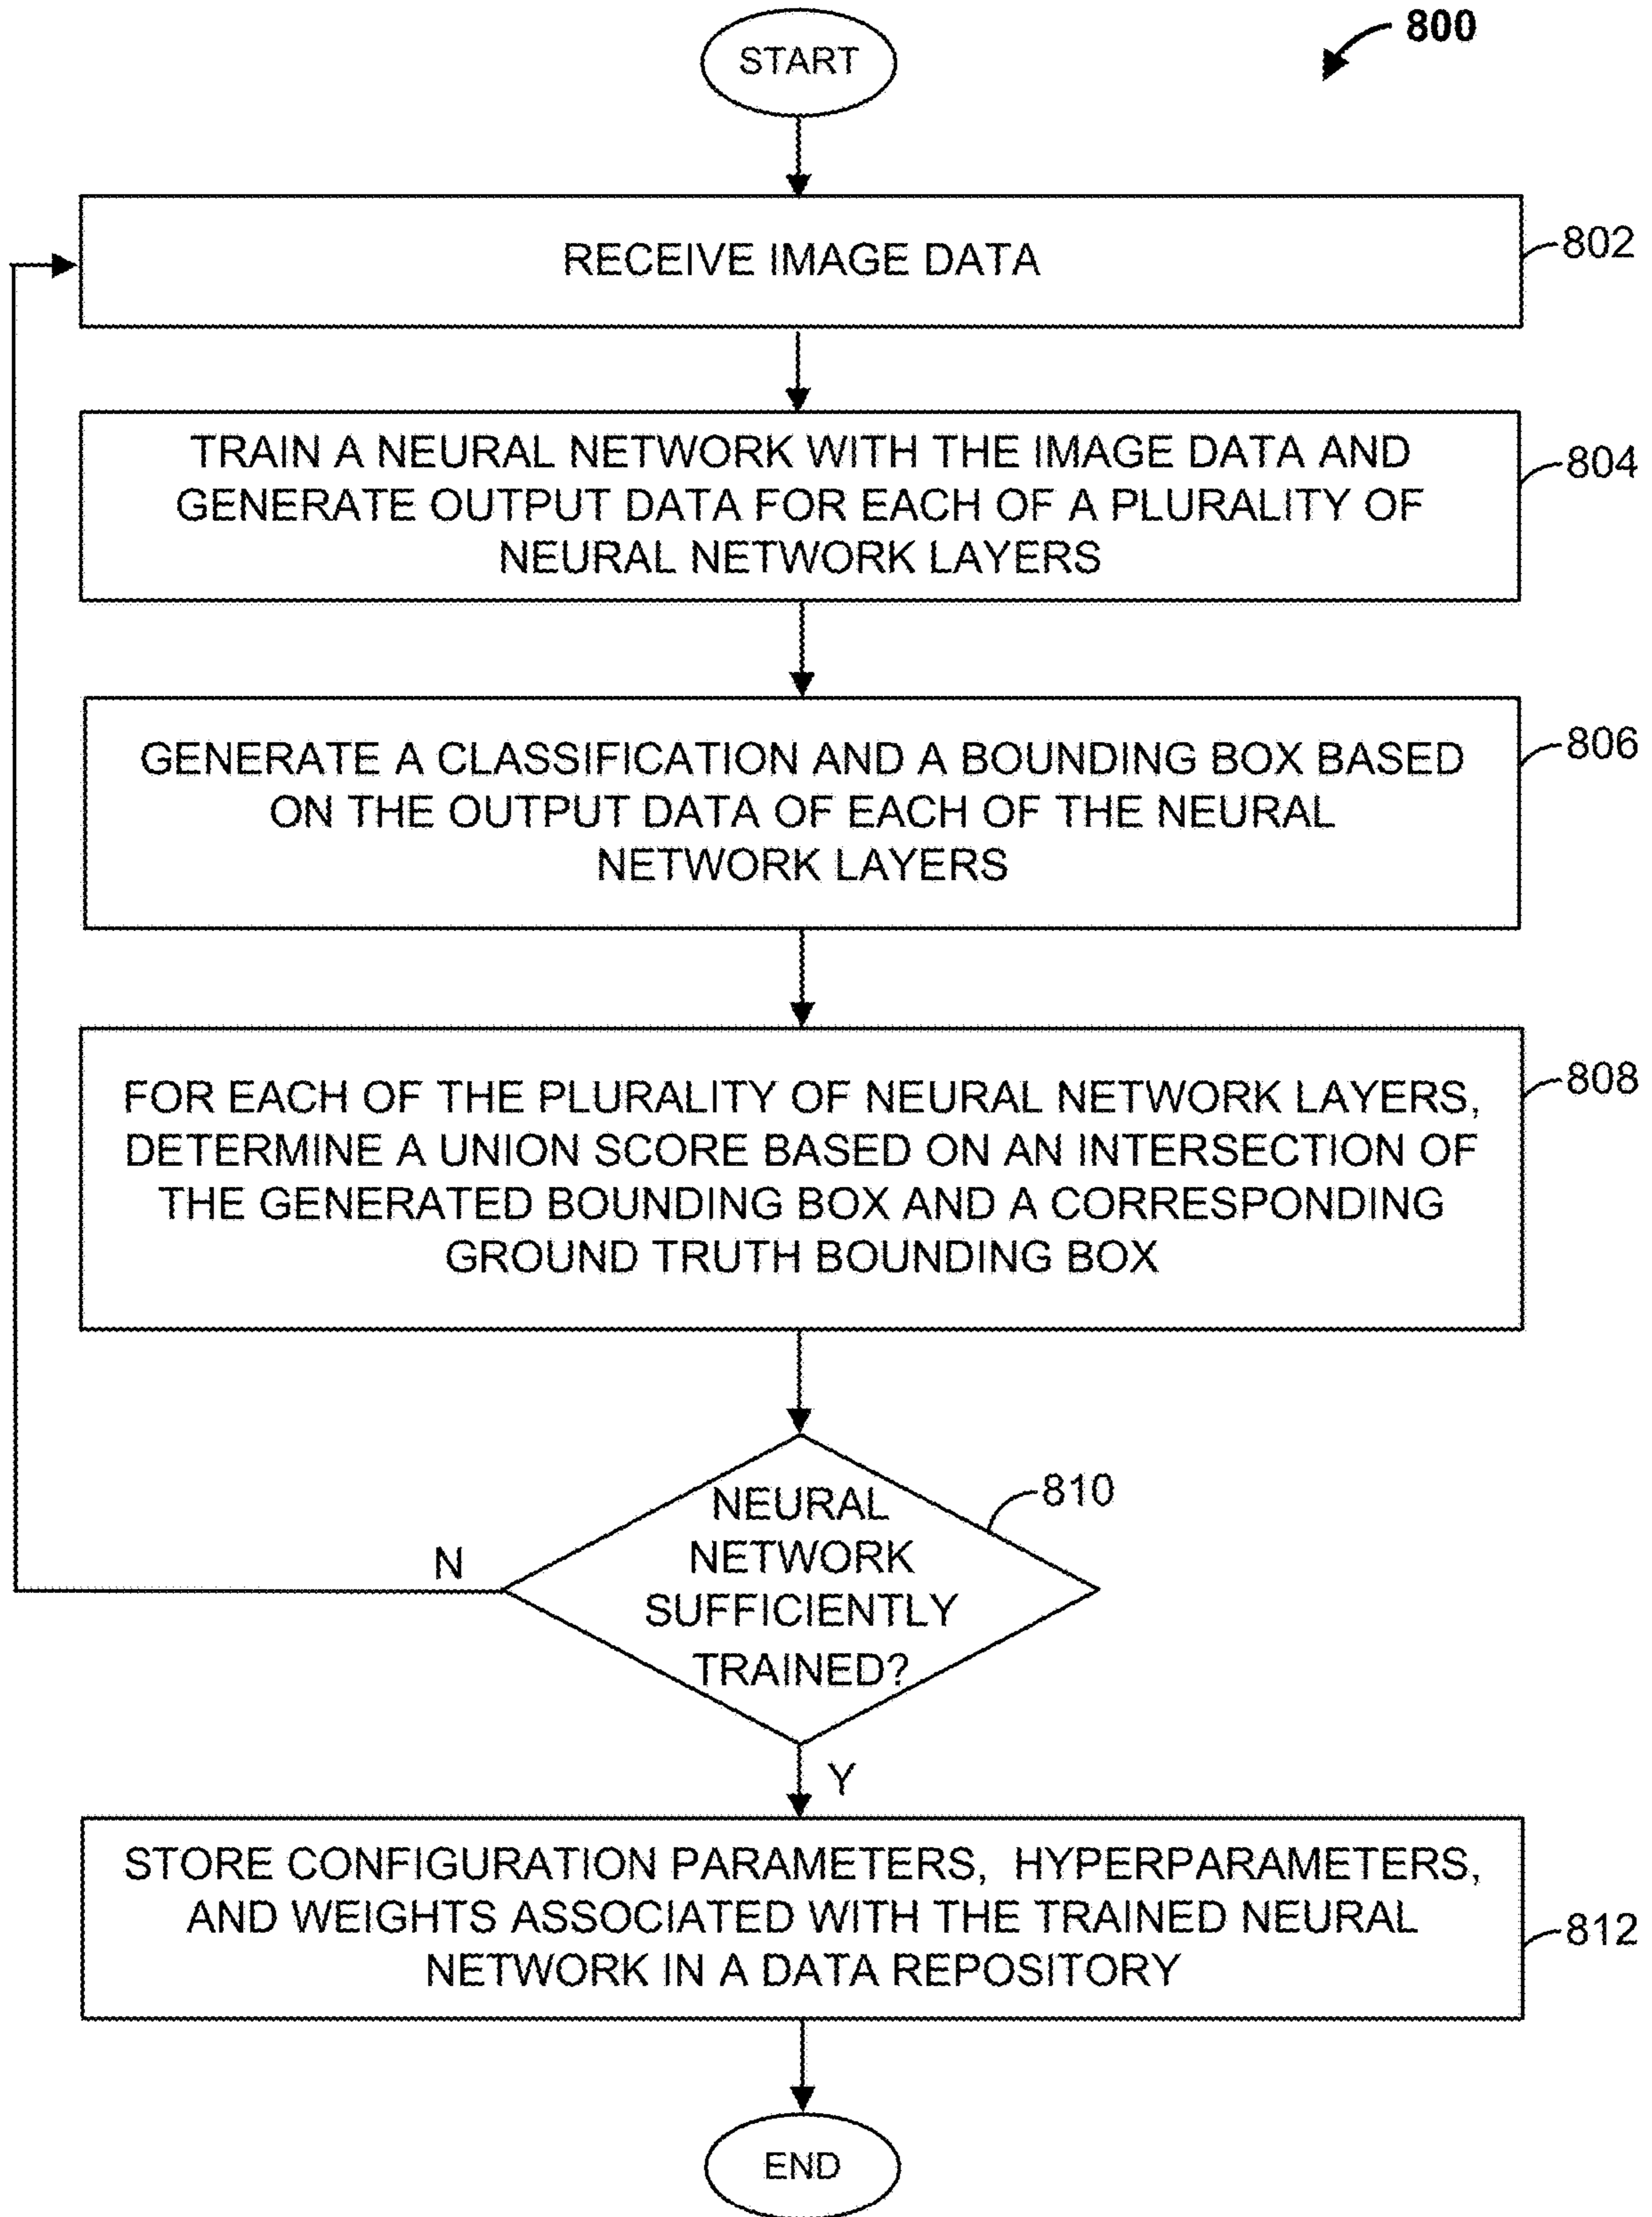 800
START
RECEIVE IMAGE DATA
802
TRAIN A NEURAL NETWORK WITH THE IMAGE DATA AND
GENERATE OUTPUT DATA FOR EACH OF A PLURALITY OF
NEURAL NETWORK LAYERS
804
GENERATE A CLASSIFICATION AND A BOUNDING BOX BASED
ON THE OUTPUT DATA OF EACH OF THE NEURAL
NETWORK LAYERS
806
FOR EACH OF THE PLURALITY OF NEURAL NETWORK LAYERS,
DETERMINE A UNION SCORE BASED ON AN INTERSECTION OF
THE GENERATED BOUNDING BOX AND A CORRESPONDING
GROUND TRUTH BOUNDING BOX
808
NEURAL
NETWORK
SUFFICIENTLY
TRAINED?
810
N
Y
STORE CONFIGURATION PARAMETERS, HYPERPARAMETERS,
AND WEIGHTS ASSOCIATED WITH THE TRAINED NEURAL
NETWORK IN A DATA REPOSITORY
812
END